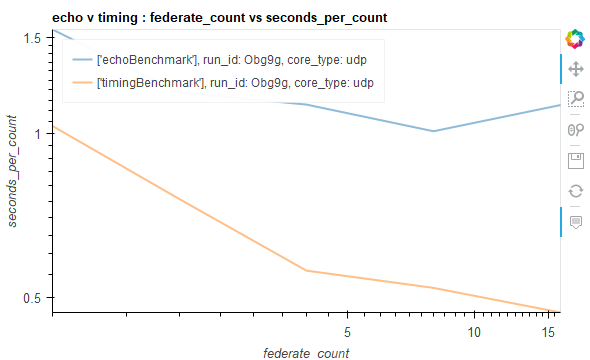 echo v timing : federate_count vs seconds_per_count
1.5
['echoBenchmark'], run_id: Obg9g, core_type: udp
['timingBenchmark'], run_id: Obg9g, core_type: udp
1
seconds_per_count
0.5
5
10
15
federate_count